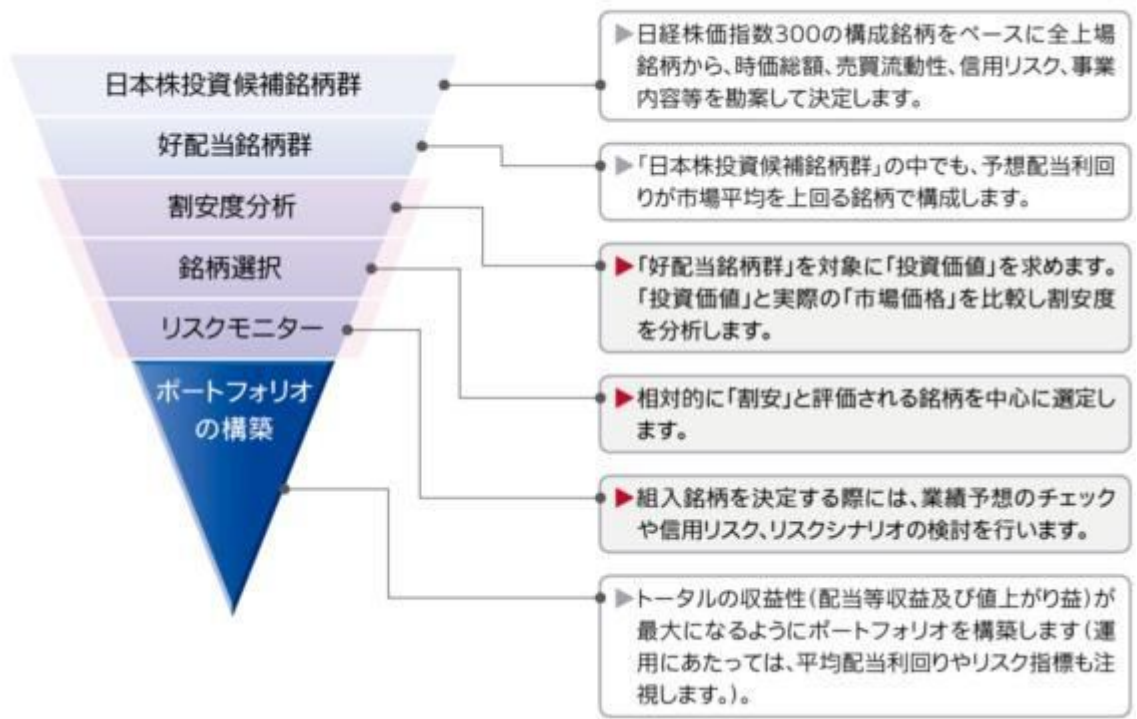 日本株投資候補銘柄群
好配当銘柄群
割安度分析
銘柄選択
リスクモニター
ポートフォリオ
の構築
▶日経株価指数300の構成銘柄をベースに全上場
銘柄から、時価総額、売買流動性、信用リスク、事業
内容等を勘案して決定します。
▶「日本株投資候補銘柄群」の中でも、予想配当利回
りが市場平均を上回る銘柄で構成します。
▶「好配当銘柄群」を対象に「投資価値」を求めます。
「投資価値」と実際の「市場価格」を比較し割安度
を分析します。
▶相対的に「割安」と評価される銘柄を中心に選定し
ます。
▶組入銘柄を決定する際には、業績予想のチェック
や信用リスク、リスクシナリオの検討を行います。
▶トータルの収益性(配当等収益及び値上がり益)が
最大になるようにポートフォリオを構築します(運
用にあたっては、平均配当利回りやリスク指標も注
視します。)。